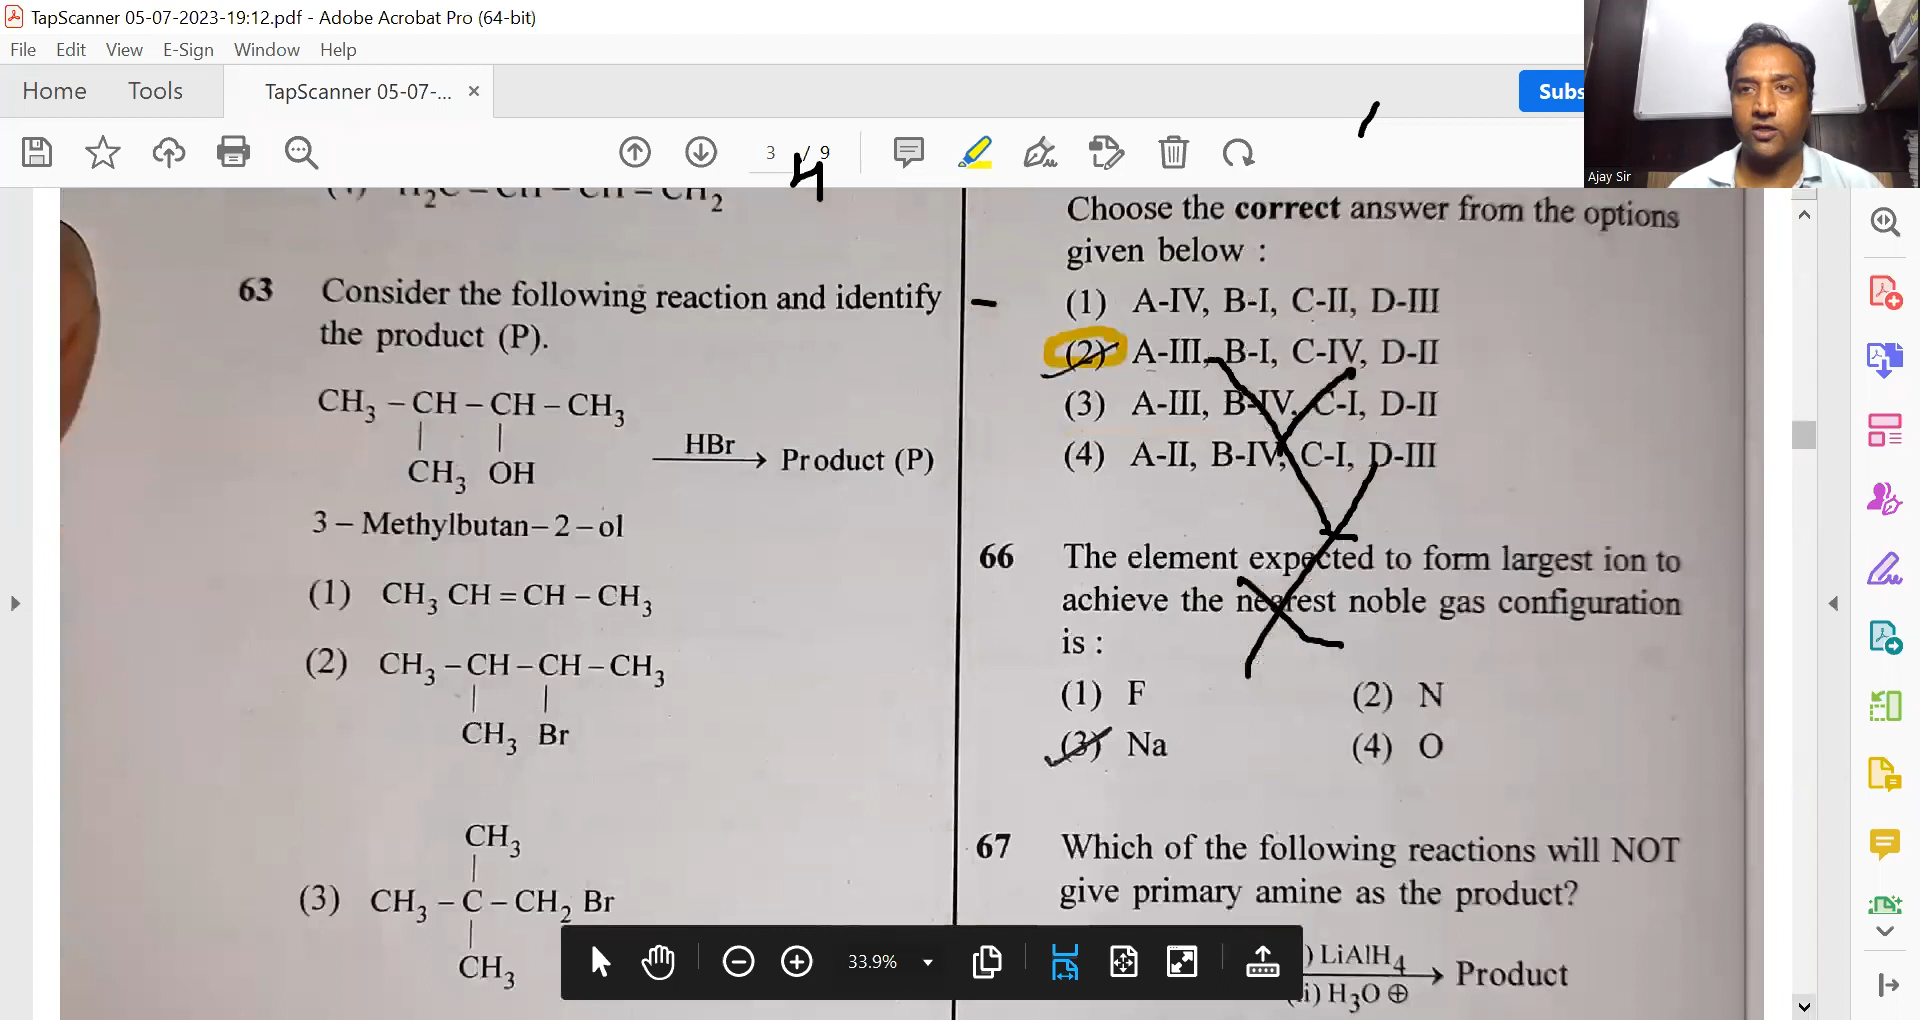 TapScanner 05-07-2023-19:12.pdf - Adobe Acrobat Pro (64-bit)
File Edit View E-Sign Window Help
Home Tools TapScanner 05-07-... ×
Subs
3 / 9
4
Ajay Sir
(1) H2C = CH – CH = CH2
63 Consider the following reaction and identify
the product (P).
CH3 – CH – CH – CH3
CH3 OH
HBr
Product (P)
3 – Methylbutan – 2 – ol
(1) CH3 CH = CH – CH3
(2) CH3 – CH – CH – CH3
CH3 Br
CH3
(3) CH3 – C – CH2 Br
CH3
Choose the correct answer from the options
given below :
(1) A-IV, B-I, C-II, D-III
(2) A-III, B-I, C-IV, D-II
(3) A-III, B-IV, C-I, D-II
(4) A-II, B-IV, C-I, D-III
66 The element expected to form largest ion to
achieve the nearest noble gas configuration
is :
(1) F (2) N
(3) Na (4) O
67 Which of the following reactions will NOT
give primary amine as the product?
) LiAlH4
Product
(ii) H3O ⊕
33.9%